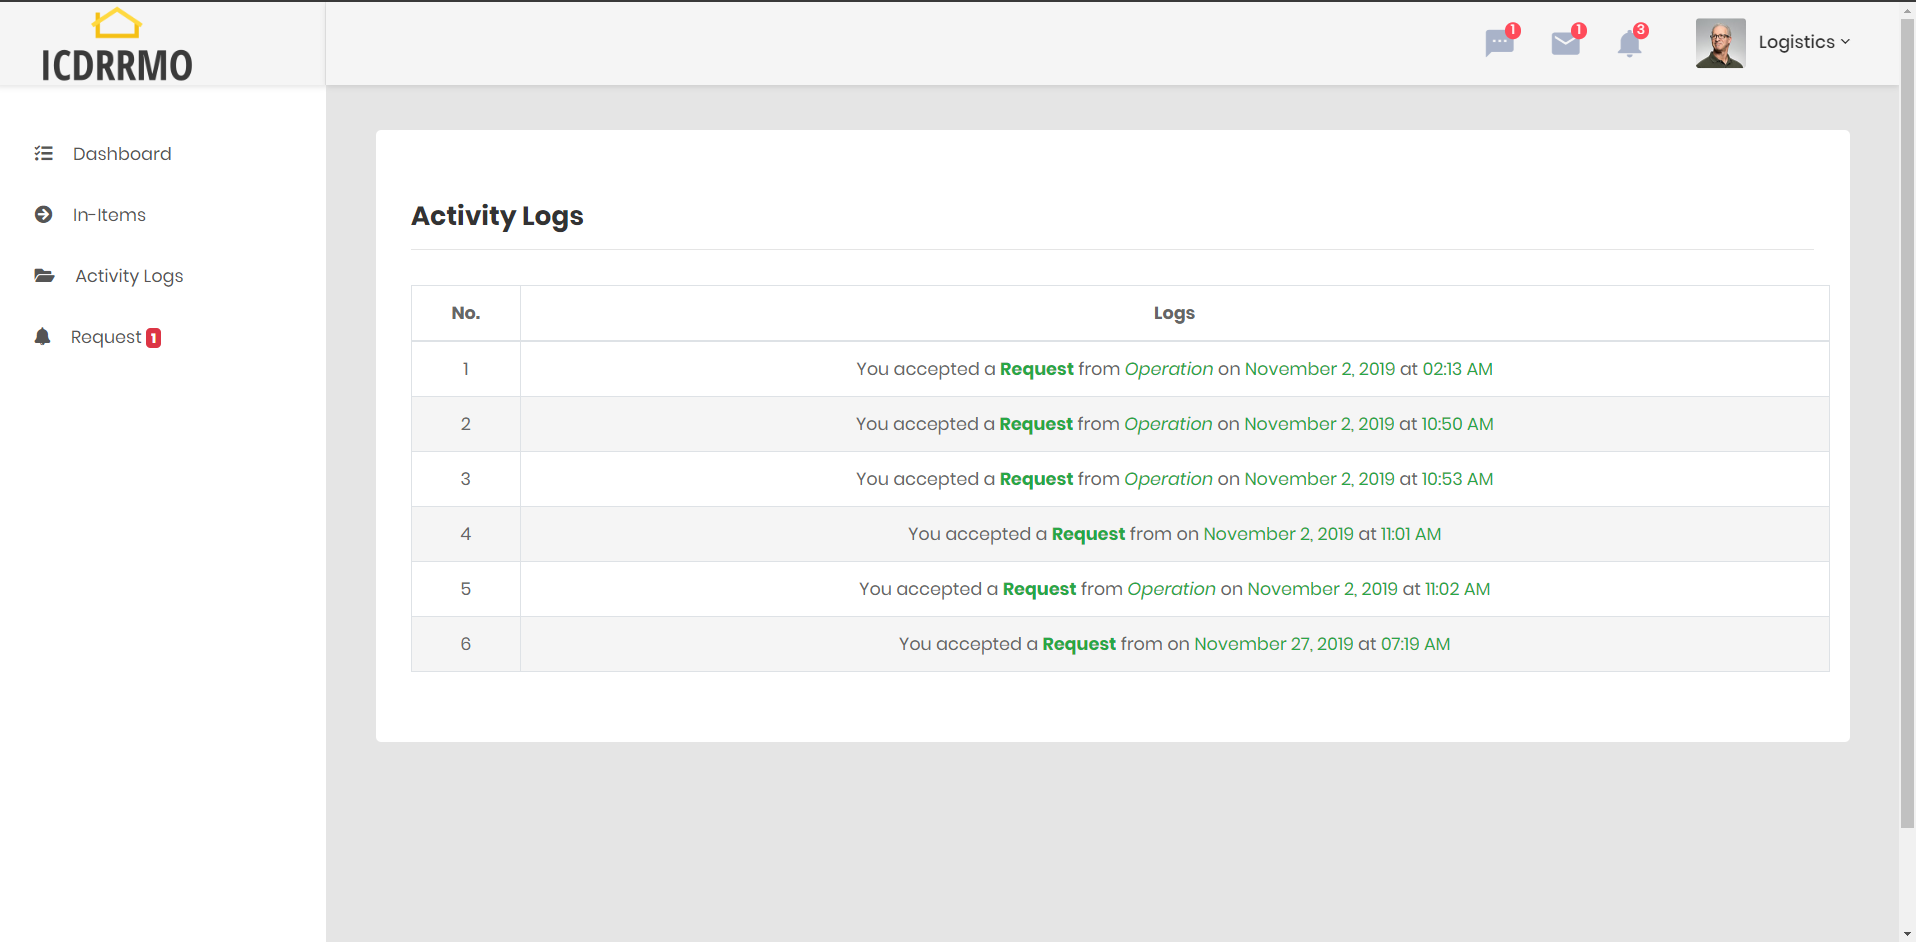 ICDRRMO
1
1
3
Logistics
Dashboard
In-Items
Activity Logs
Request 1
Activity Logs
No. Logs
1 You accepted a Request from Operation on November 2, 2019 at 02:13 AM
2 You accepted a Request from Operation on November 2, 2019 at 10:50 AM
3 You accepted a Request from Operation on November 2, 2019 at 10:53 AM
4 You accepted a Request from on November 2, 2019 at 11:01 AM
5 You accepted a Request from Operation on November 2, 2019 at 11:02 AM
6 You accepted a Request from on November 27, 2019 at 07:19 AM